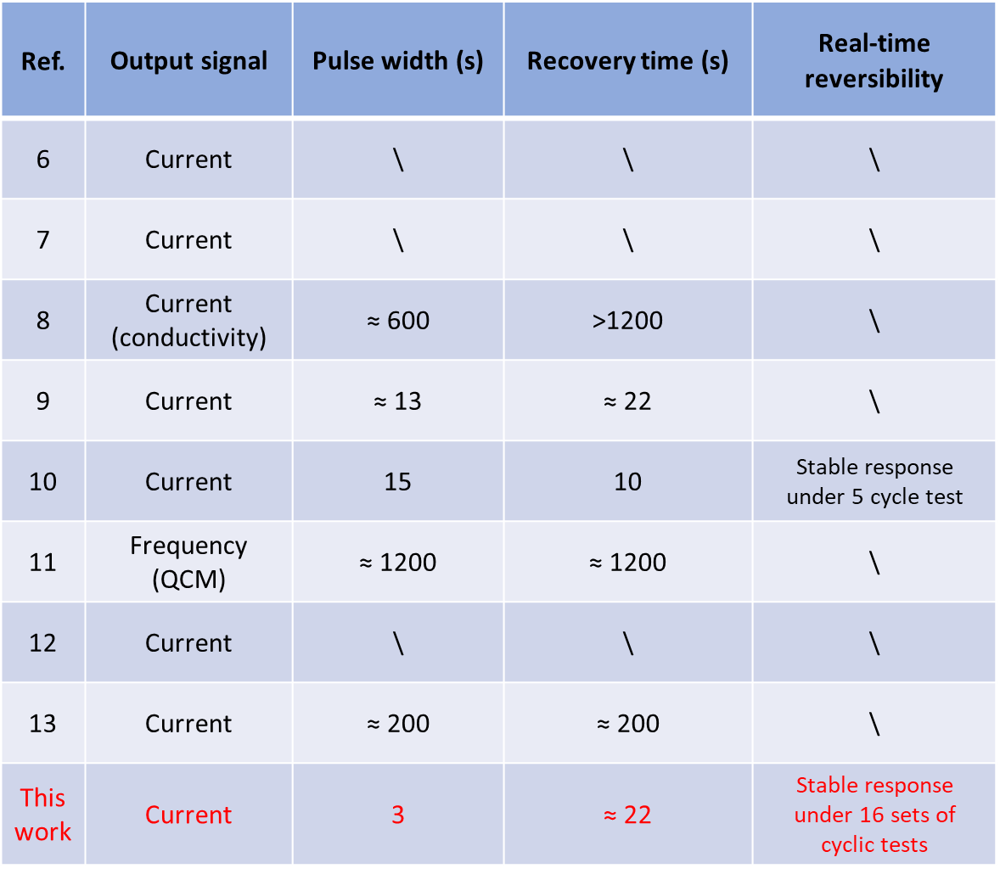 Ref. Output signal Pulse width (s) Recovery time (s) Real-time reversibility
6 Current \ \ \
7 Current \ \ \
8 Current (conductivity) ≈ 600 >1200 \
9 Current ≈ 13 ≈ 22 \
10 Current 15 10 Stable response under 5 cycle test
11 Frequency (QCM) ≈ 1200 ≈ 1200 \
12 Current \ \ \
13 Current ≈ 200 ≈ 200 \
This work Current 3 ≈ 22 Stable response under 16 sets of cyclic tests